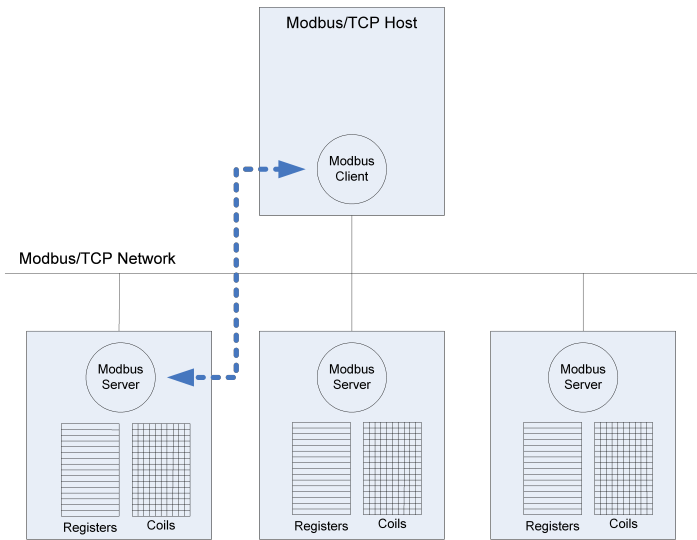 Modbus/TCP Host
Modbus
Client
Modbus/TCP Network
Modbus
Server
Registers
Coils
Modbus
Server
Registers
Coils
Modbus
Server
Registers
Coils